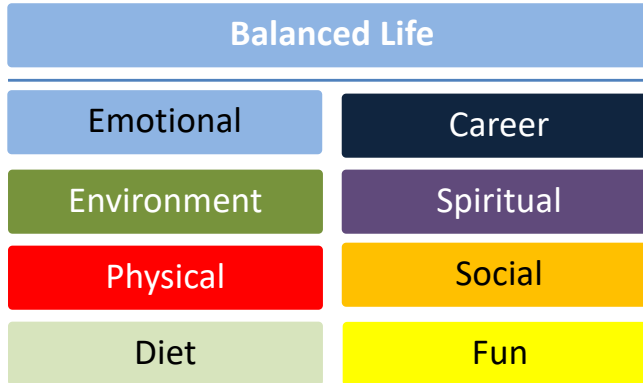 Balanced Life
Emotional
Career
Environment
Spiritual
Physical
Social
Diet
Fun